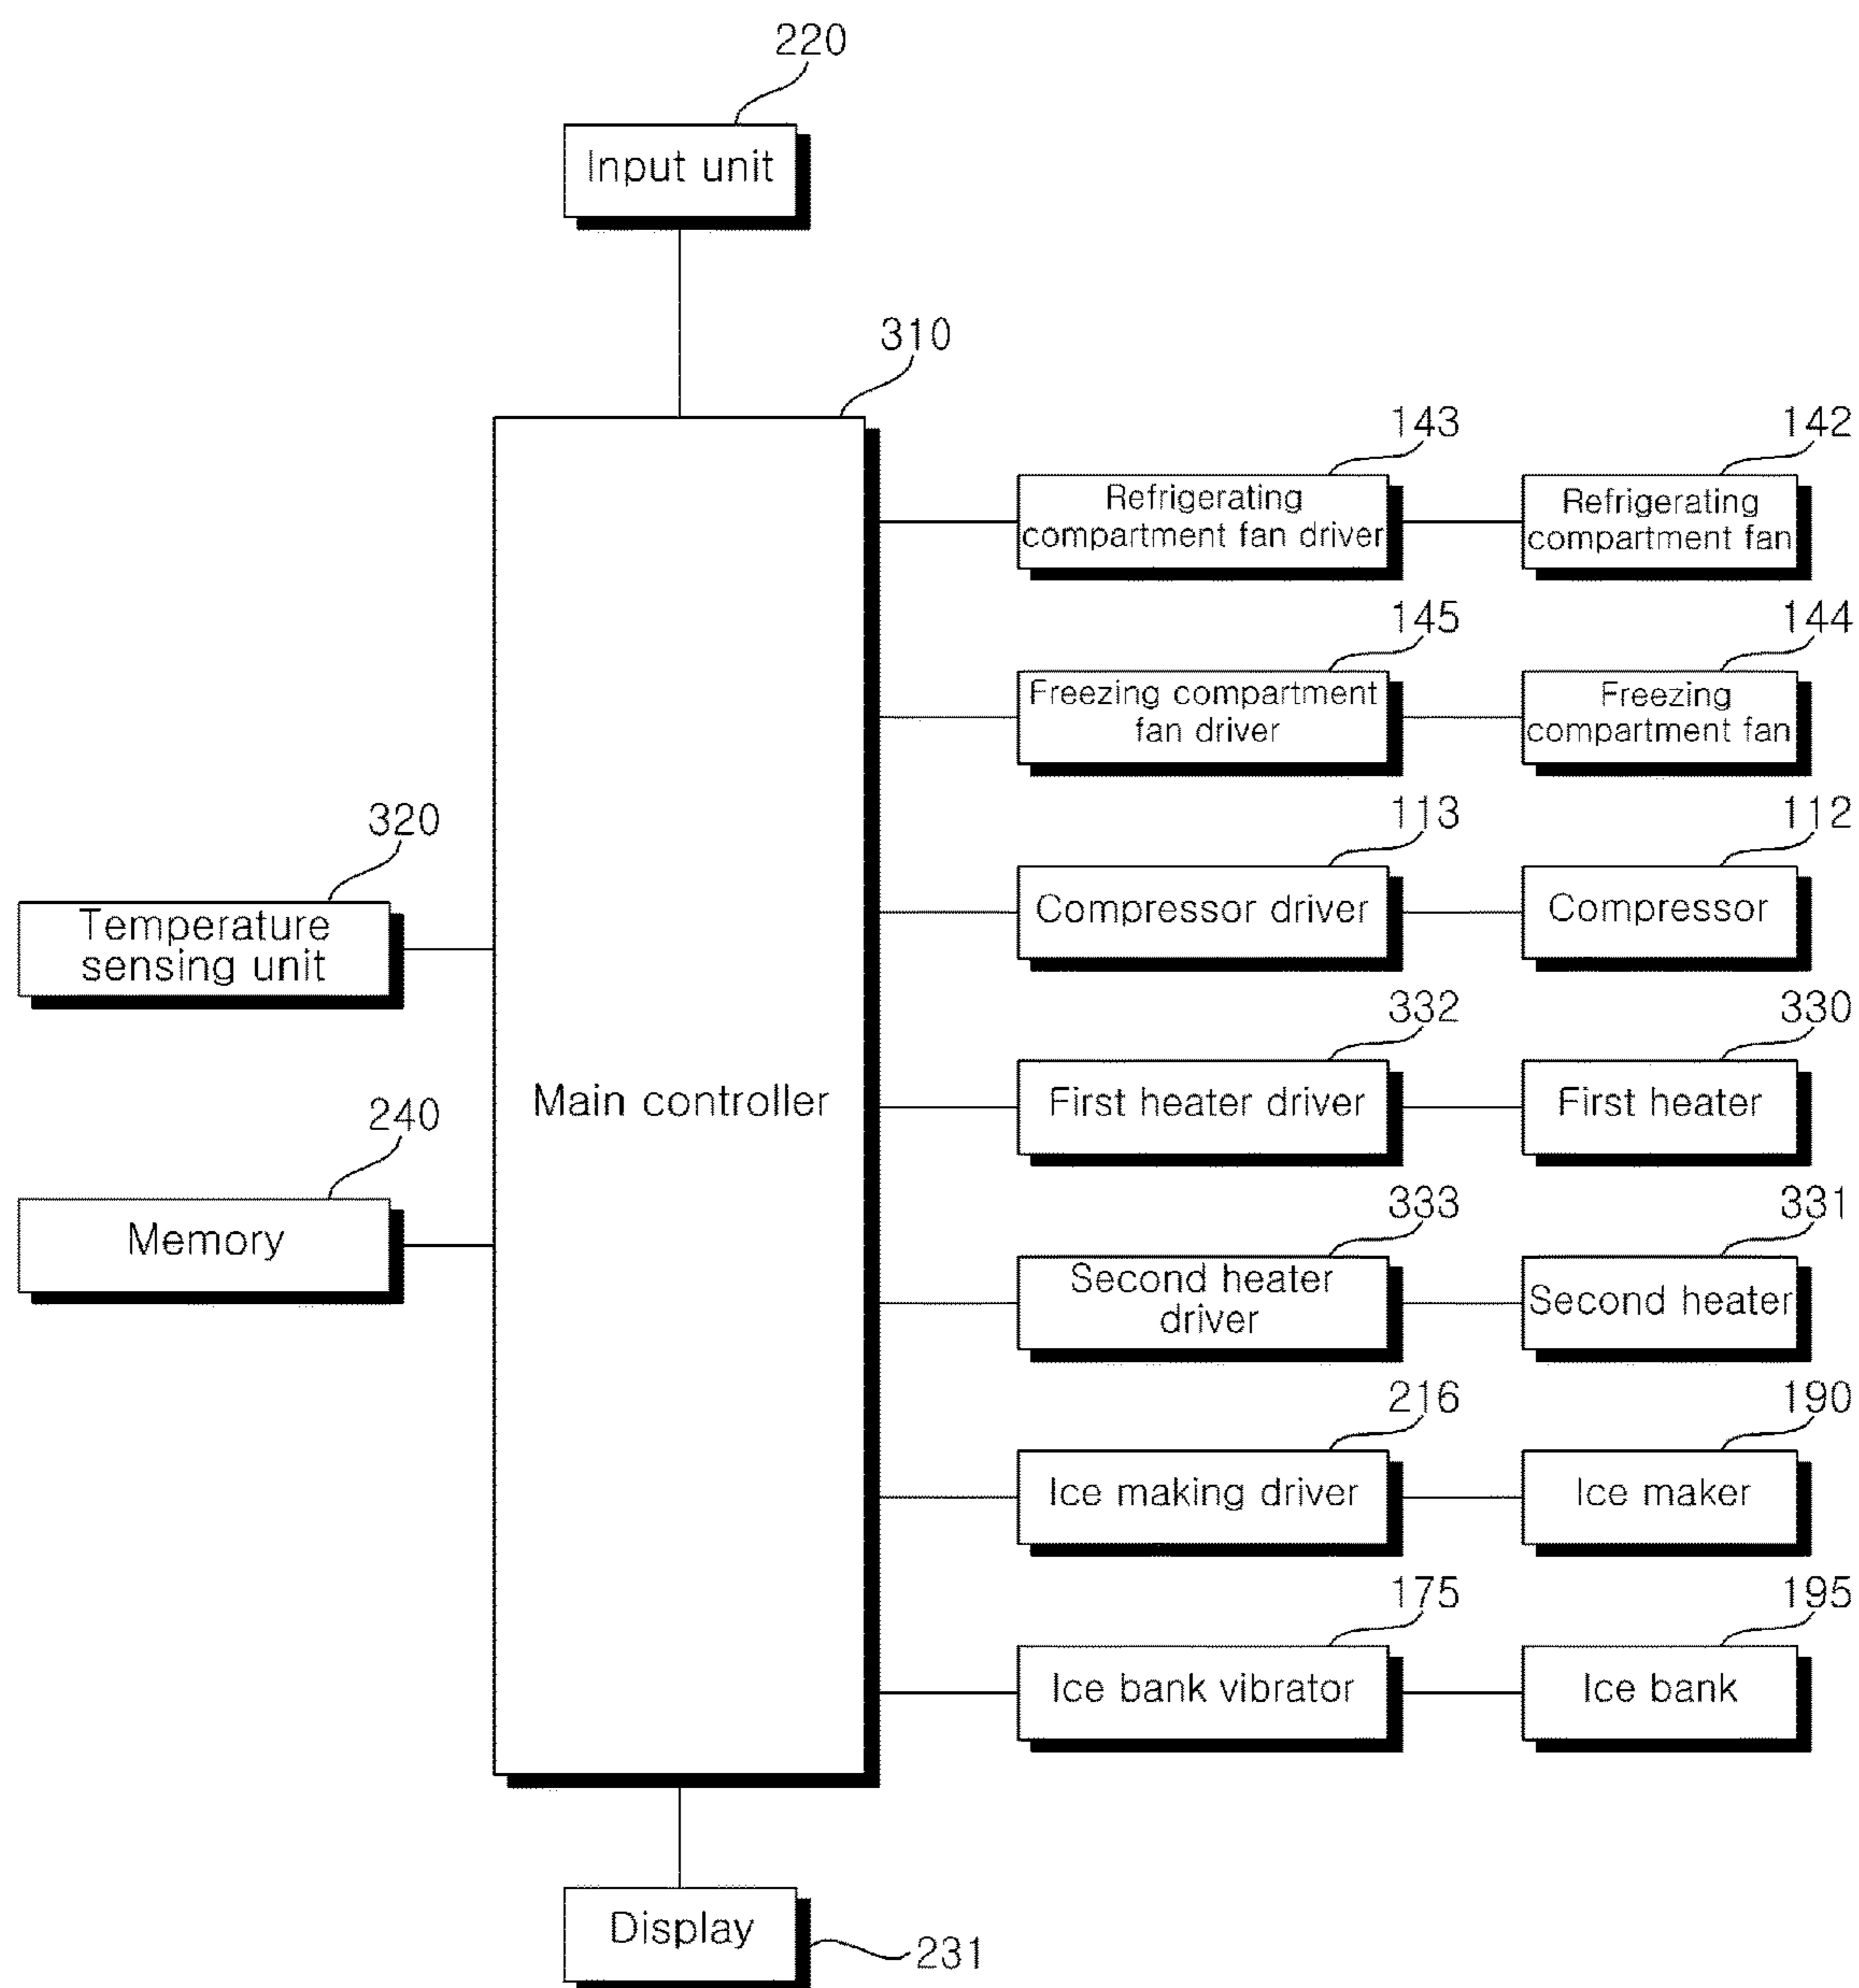 220
Input unit
310
143
142
Refrigerating
compartment fan driver
Refrigerating
compartment fan
145
144
Freezing compartment
fan driver
Freezing
compartment fan
320
113
112
Temperature
sensing unit
Compressor driver
Compressor
332
330
Main controller
First heater driver
First heater
240
Memory
333
331
Second heater
driver
Second heater
216
190
Ice making driver
Ice maker
175
195
Ice bank vibrator
Ice bank
Display
231